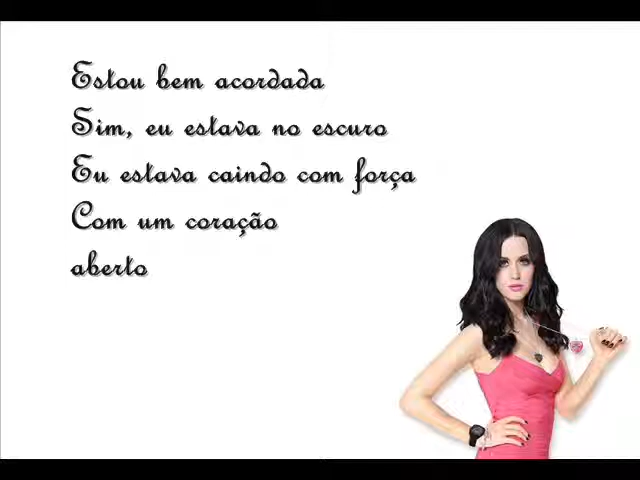 Estou bem acordada
Sim, eu estava no escuro
Eu estava caindo com força
Com um coração
aberto